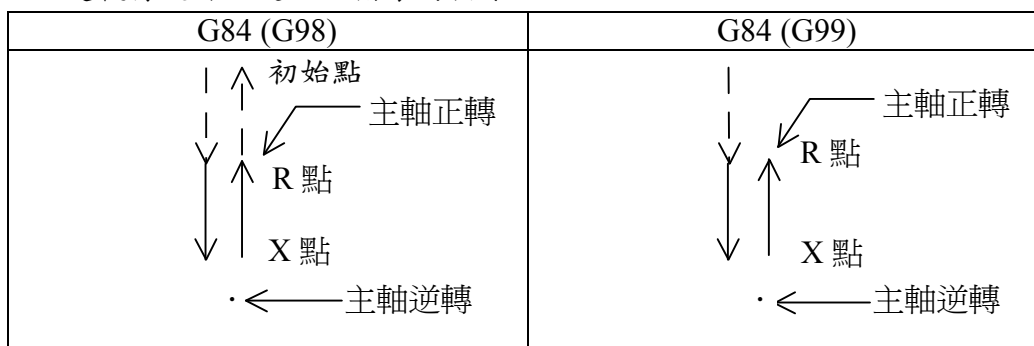 G84 (G98)
G84 (G99)
初始點
主軸正轉
R 點
X 點
主軸逆轉
主軸正轉
R 點
X 點
主軸逆轉